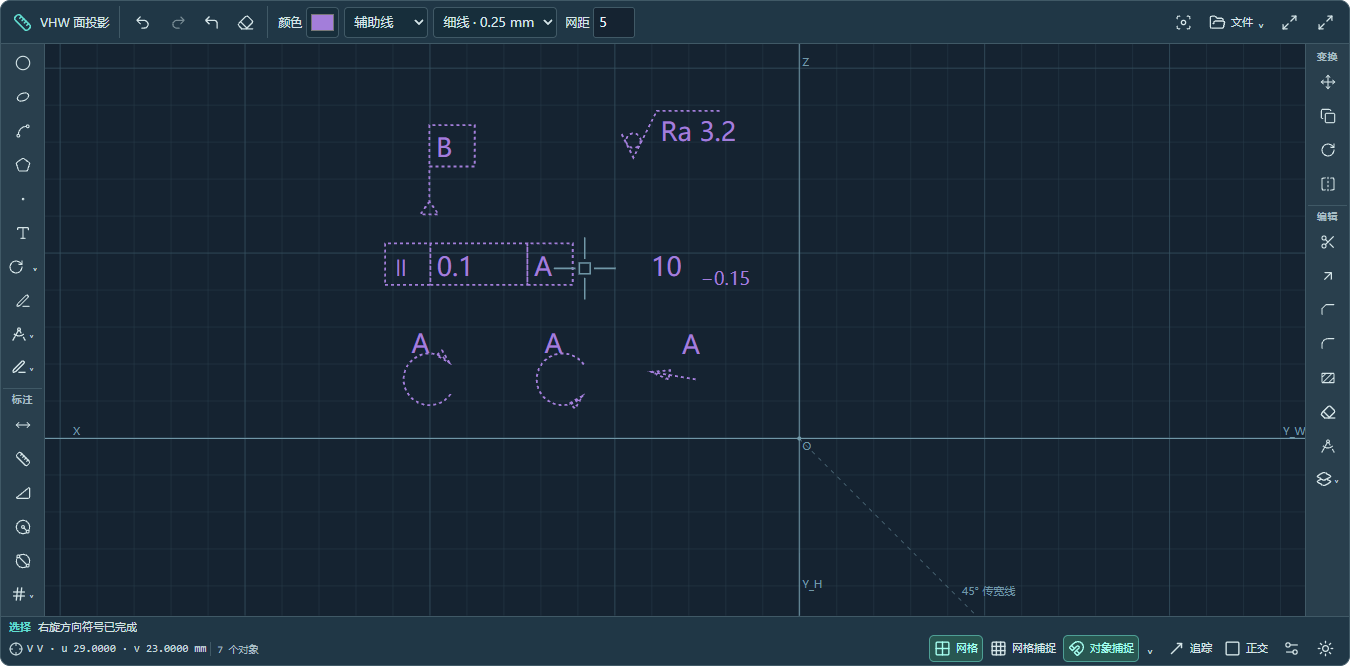 VHW 面投影 颜色 辅助线 细线 · 0.25 mm 网距 5 文件
变换
Z
B
Ra 3.2
编辑
|| 0.1 A 10 −0.15
A A A
标注
X Y_W
O
Y_H
45° 传宽线
选择 右旋方向符号已完成
V V · u 29.0000 · v 23.0000 mm 7 个对象 网格 网格捕捉 对象捕捉 追踪 正交